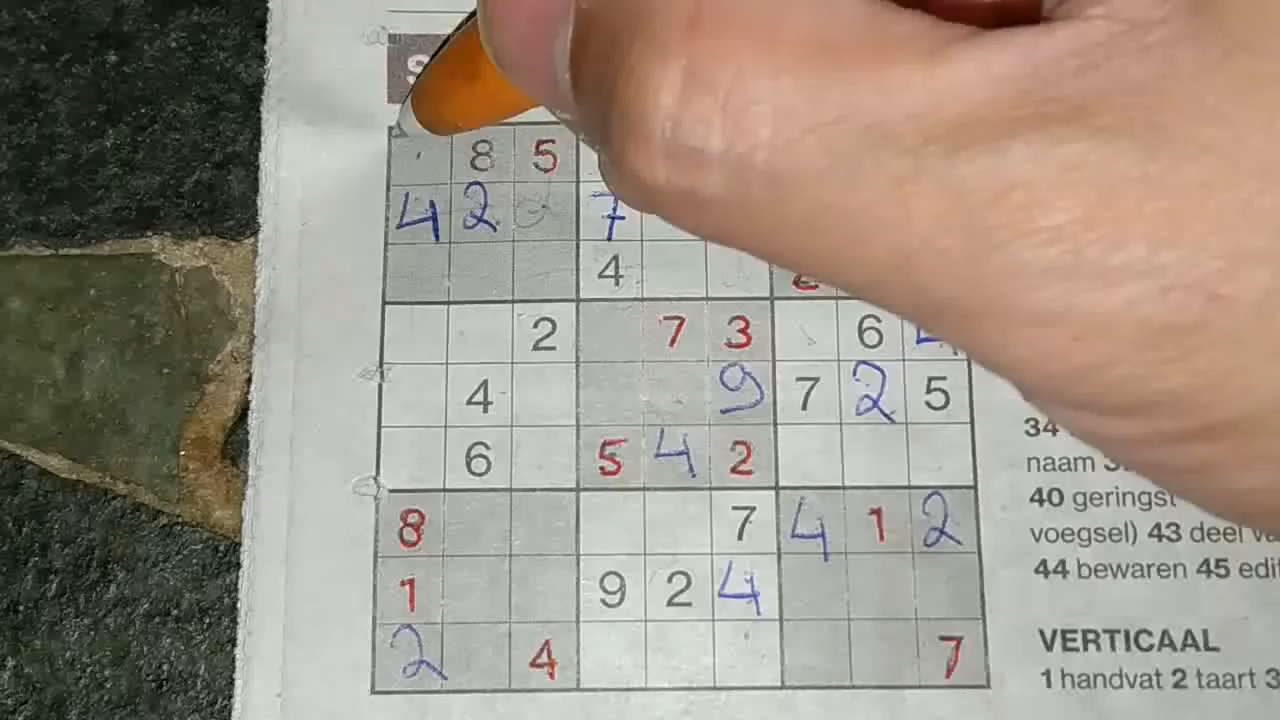 8 5
4 2 7
4
2 7 3 6
4 9 7 2 5
6 5 4 2
8 7 4 1 2
1 9 2 4
2 4 7
34
naam
40 geringst
voegsel) 43 deel
44 bewaren 45
VERTICAAL
1 handvat 2 taart 3